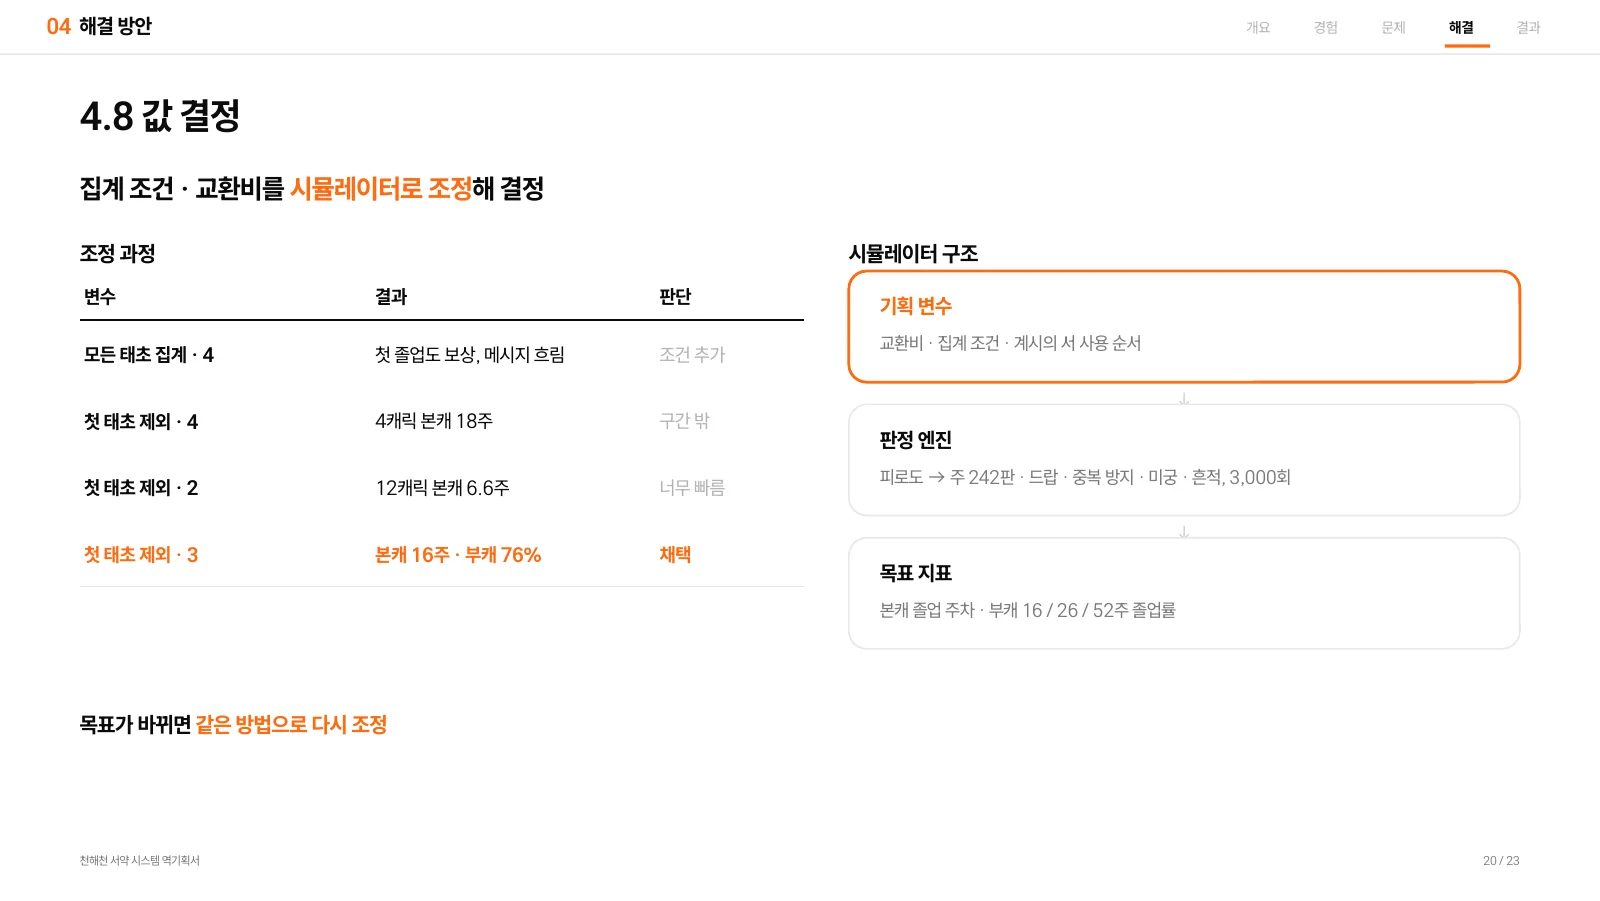 04 해결 방안
개요 경험 문제 해결 결과
4.8 값 결정
집계 조건 · 교환비를 시뮬레이터로 조정해 결정
조정 과정
변수 결과 판단
모든 태초 집계 · 4 첫 졸업도 보상, 메시지 흐림 조건 추가
첫 태초 제외 · 4 4캐릭 본캐 18주 구간 밖
첫 태초 제외 · 2 12캐릭 본캐 6.6주 너무 빠름
첫 태초 제외 · 3 본캐 16주 · 부캐 76% 채택
시뮬레이터 구조
기획 변수
교환비 · 집계 조건 · 계시의 서 사용 순서
↓
판정 엔진
피로도 → 주 242판 · 드랍 · 중복 방지 · 미궁 · 흔적, 3,000회
↓
목표 지표
본캐 졸업 주차 · 부캐 16 / 26 / 52주 졸업률
목표가 바뀌면 같은 방법으로 다시 조정
천해천 서약 시스템 역기획서
20 / 23